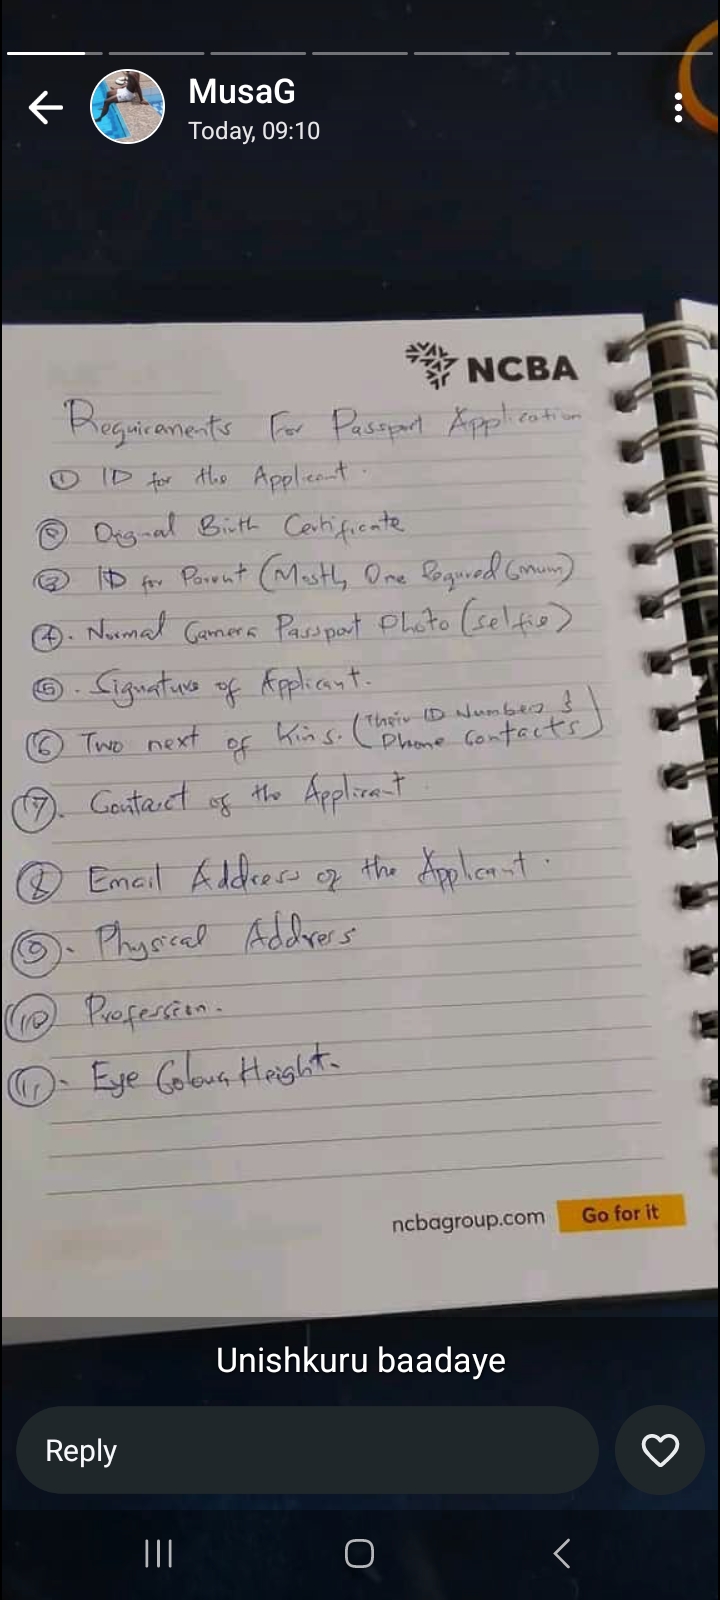 MusaG
Today, 09:10
NCBA
Requirements For Passport Application
① ID for the Applicant.
② Orignal Birth Certificate
③ ID for Parent (Mostly One Required (mum)
④. Normal Camera Passport Photo (selfie)
⑤. Signature of Applicant.
⑥ Two next of Kins. (Their ID Numbers &
Phone Contacts)
⑦. Contact of the Applicant
⑧ Email Address of the Applicant.
⑨. Physical Address
⑩ Profession.
⑪. Eye Colour Height.
ncbagroup.com Go for it
Unishkuru baadaye
Reply